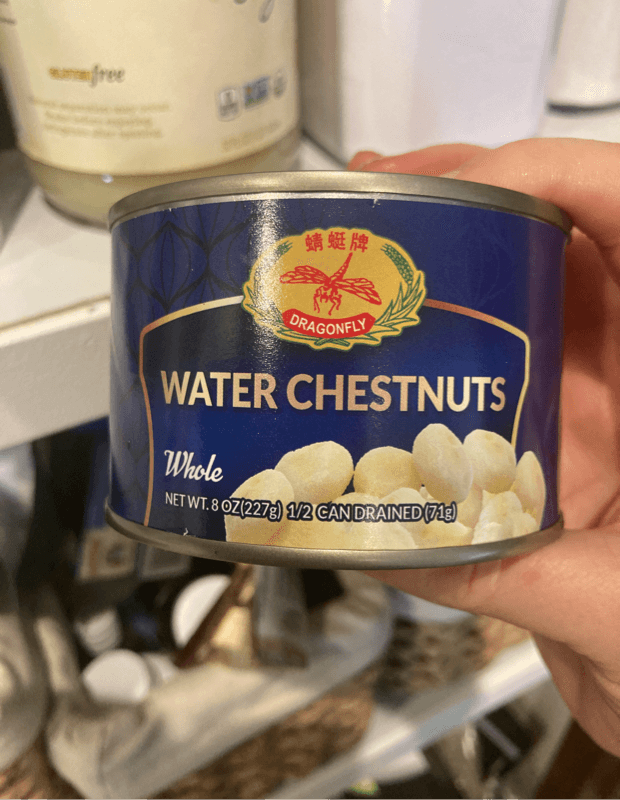 free
蜻蜓牌
DRAGONFLY
WATER CHESTNUTS
Whole
NET WT. 8 OZ(227g) 1/2 CAN DRAINED (71g)